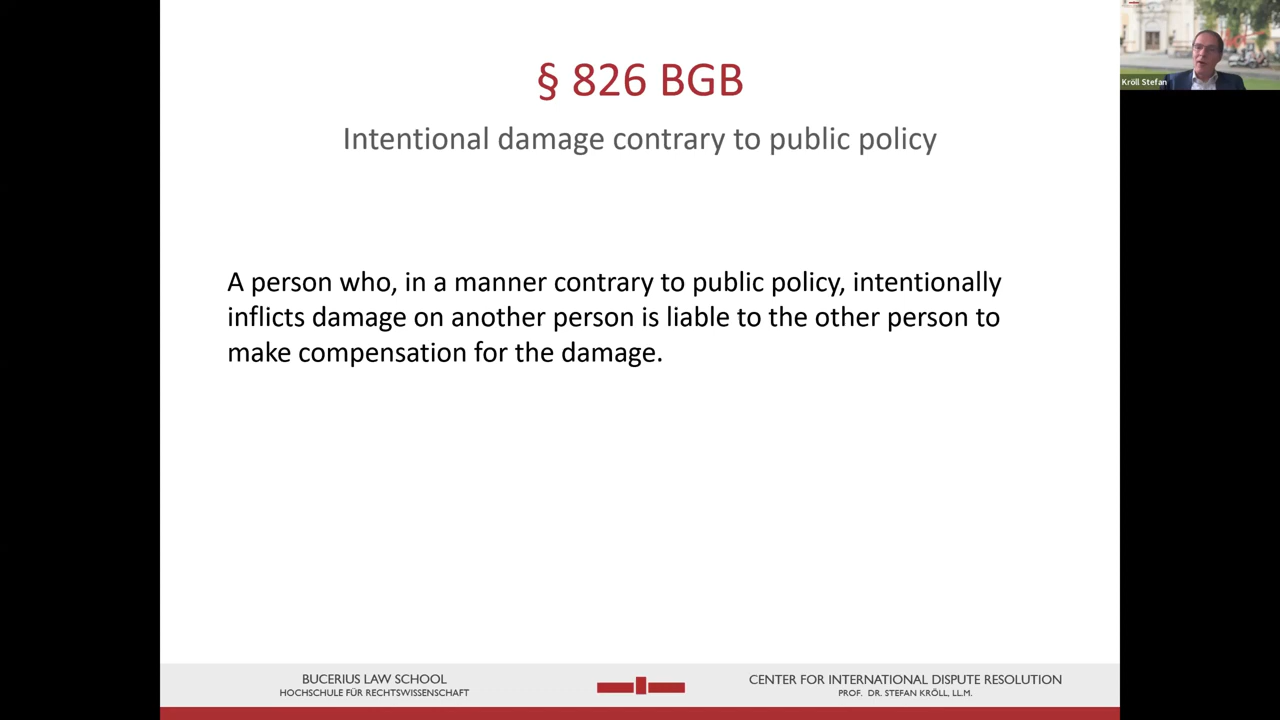 § 826 BGB
Intentional damage contrary to public policy
A person who, in a manner contrary to public policy, intentionally
inflicts damage on another person is liable to the other person to
make compensation for the damage.
Kröll Stefan
BUCERIUS LAW SCHOOL
HOCHSCHULE FÜR RECHTSWISSENSCHAFT
CENTER FOR INTERNATIONAL DISPUTE RESOLUTION
PROF. DR. STEFAN KRÖLL, LL.M.